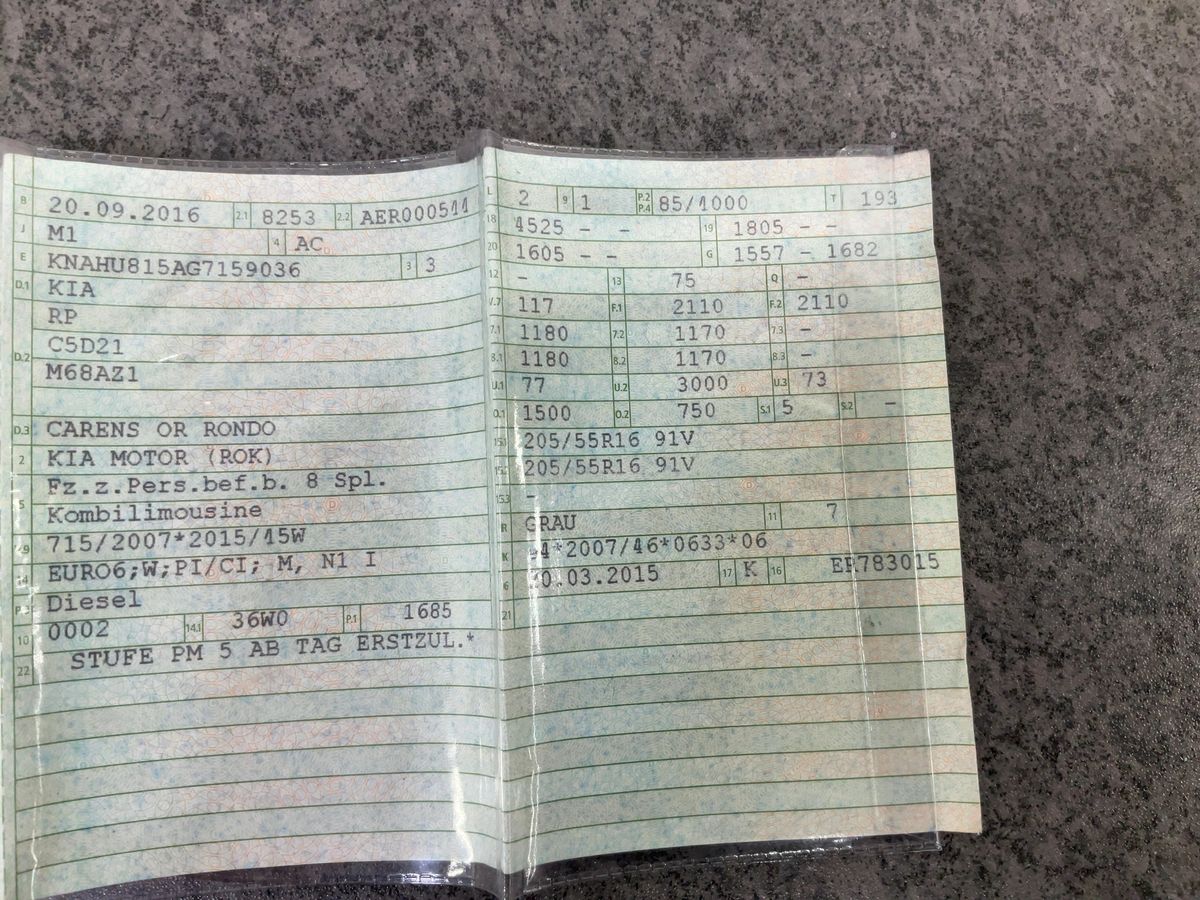 B 20.09.2016 2.1 8253 2.2 AER000544
J M1 4 AC
E KNAHU815AG7159036 3 3
D.1 KIA
RP
D.2 C5D21
M68AZ1
D.3 CARENS OR RONDO
2 KIA MOTOR (ROK)
Fz.z.Pers.bef.b. 8 Spl.
5 Kombilimousine
V.9 715/2007*2015/45W
14 EURO6;W;PI/CI; M, N1 I
P.3 Diesel
10 0002 14.1 36W0 P.1 1685
22 STUFE PM 5 AB TAG ERSTZUL.*
L 2 9 1 P.2 P.4 85/4000 T 193
18 4525 - - 19 1805 - -
20 1605 - - G 1557 - 1682
12 - 13 75 Q -
V.7 117 F.1 2110 F.2 2110
7.1 1180 7.2 1170 7.3 -
8.1 1180 8.2 1170 8.3 -
U.1 77 U.2 3000 U.3 73
O.1 1500 O.2 750 S.1 5 S.2 -
15.1 205/55R16 91V
15.2 205/55R16 91V
15.3 -
R GRAU 11 7
K 4*2007/46*0633*06
6 0.03.2015 17 K 16 783015
21